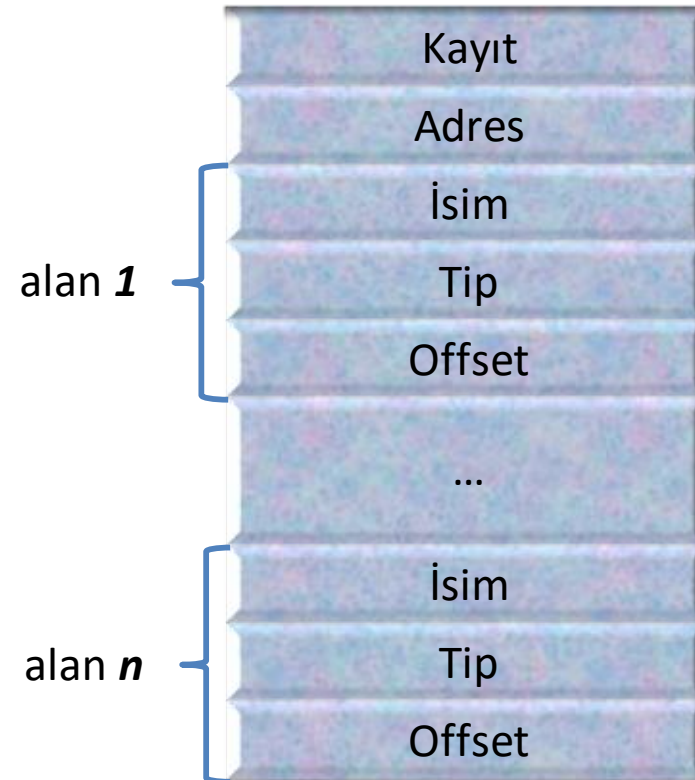 Kayıt
Adres
İsim
alan 1
Tip
Offset
...
İsim
alan n
Tip
Offset